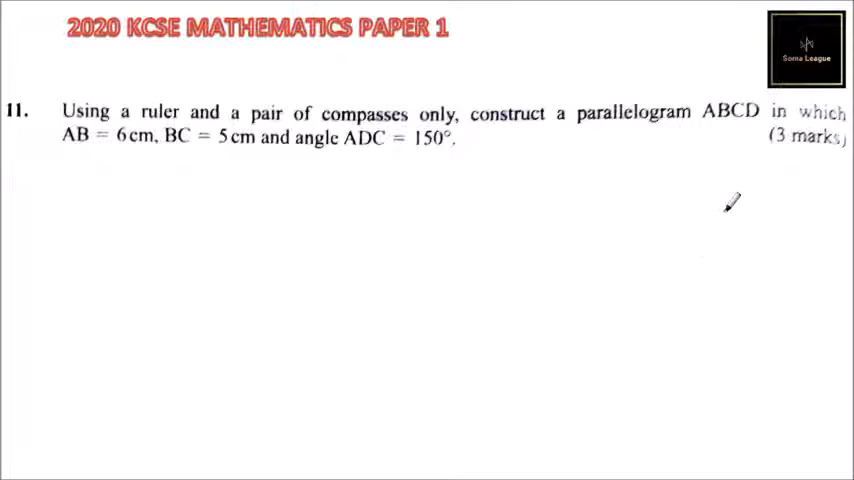 2020 KCSE MATHEMATICS PAPER 1
Soma League
11. Using a ruler and a pair of compasses only, construct a parallelogram ABCD in which
AB = 6 cm, BC = 5 cm and angle ADC = 150°. (3 marks)